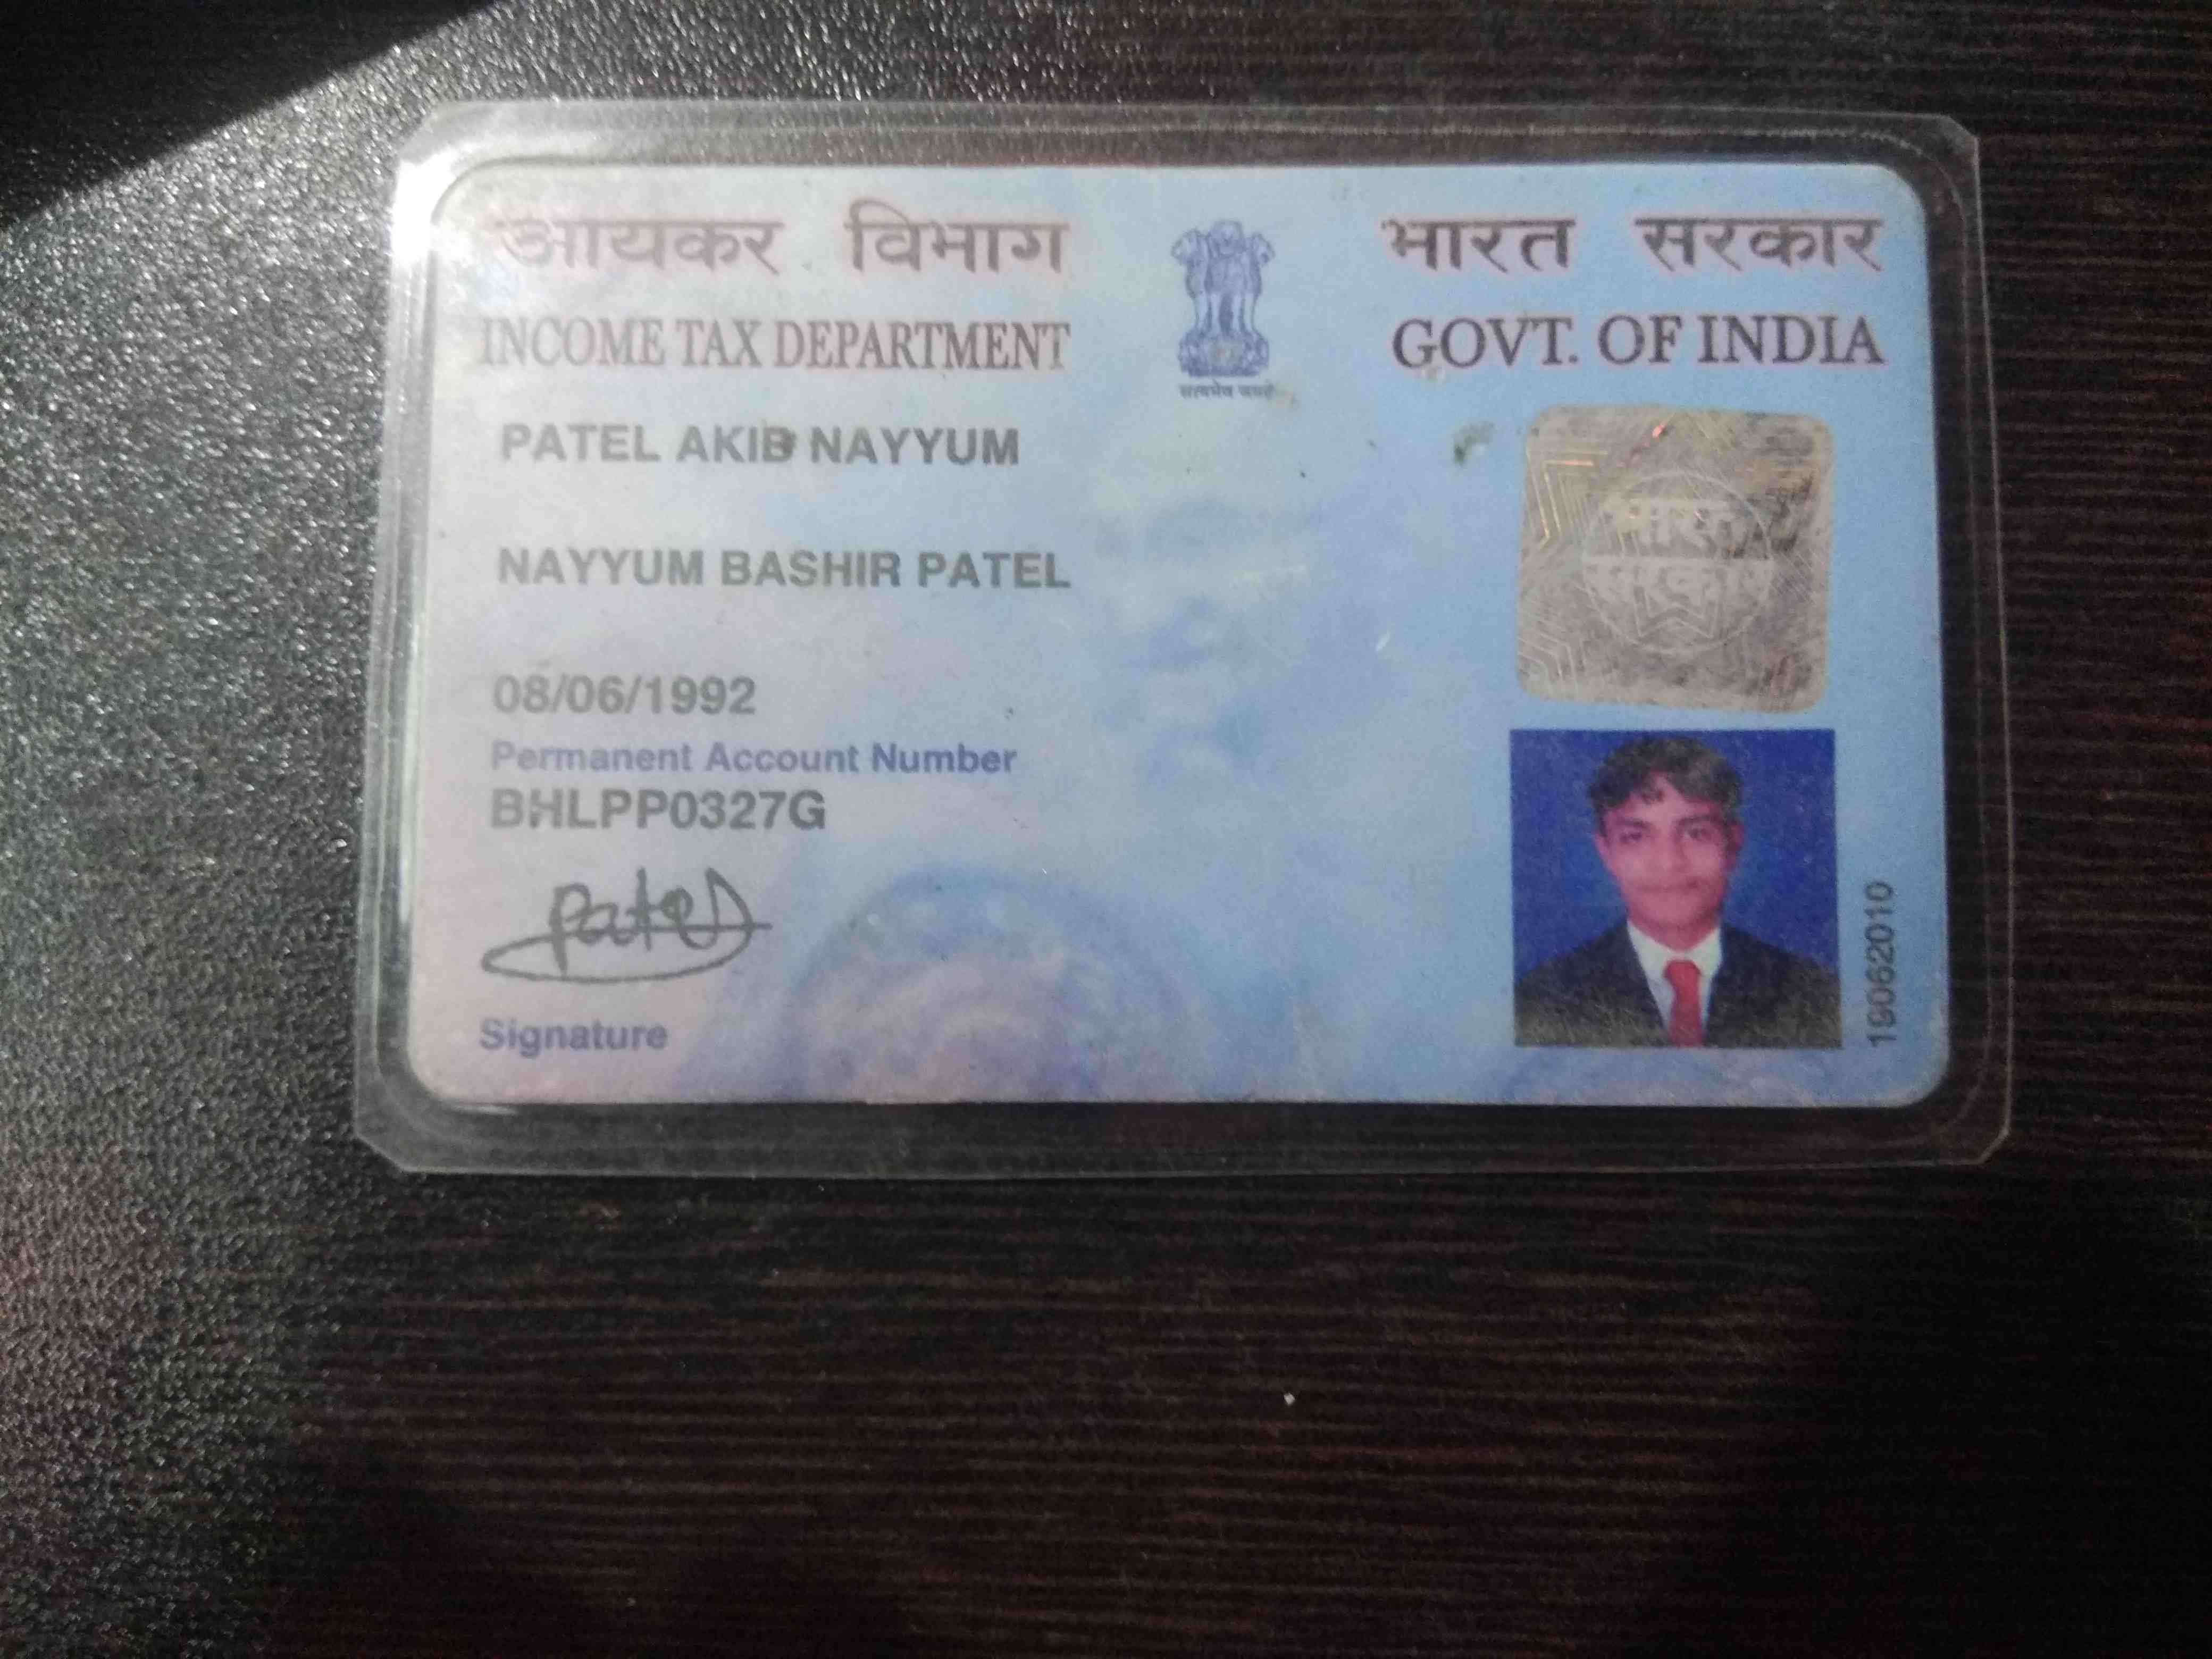 आयकर विभाग
INCOME TAX DEPARTMENT
भारत सरकार
GOVT. OF INDIA
सत्यमेव जयते
PATEL AKIB NAYYUM
NAYYUM BASHIR PATEL
08/06/1992
Permanent Account Number
BHLPP0327G
Patel
Signature
भारत
सरकार
19062010